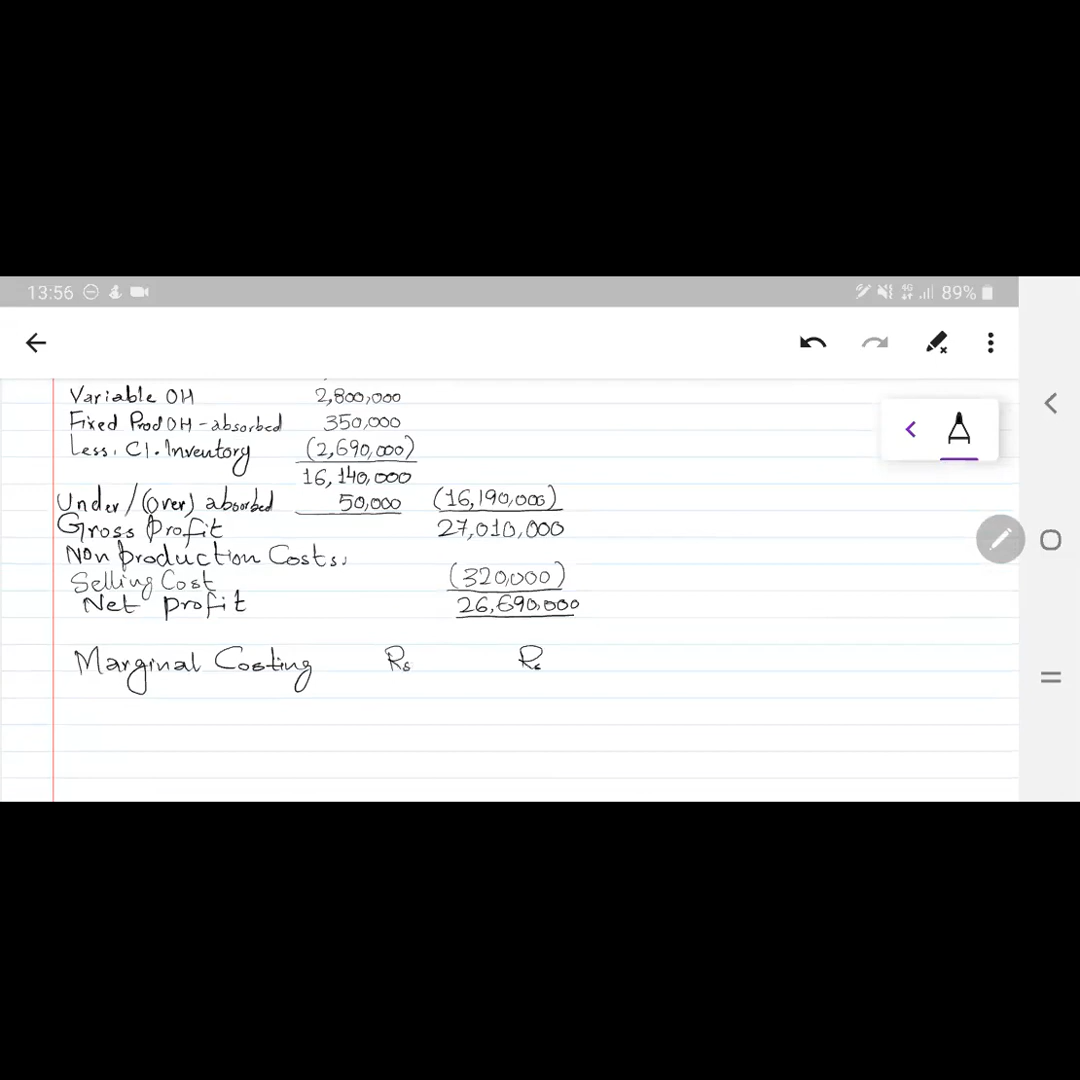 13:56 4G 89%
Variable OH 2,800,000
Fixed Prod OH - absorbed 350,000
Less. Cl. Inventory (2,690,000)
16,140,000
Under/(over) absorbed 50,000 (16,190,000)
Gross Profit 27,010,000
Non production Costs:
Selling Cost (320,000)
Net profit 26,690,000
Marginal Costing Rs Rs